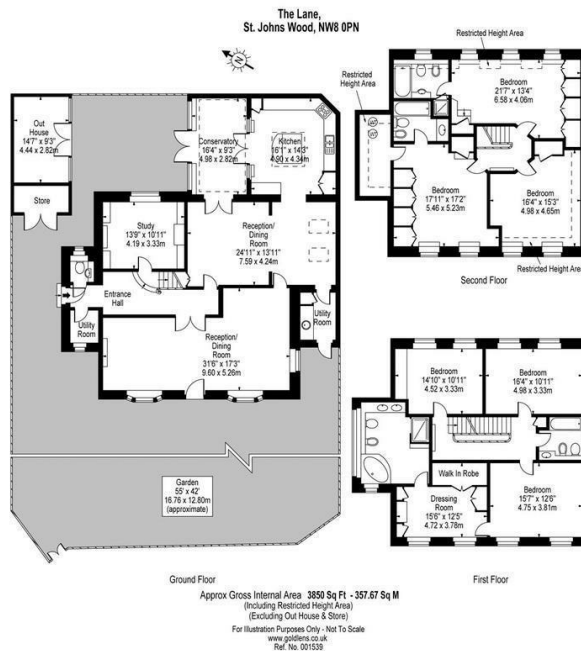 The Lane,
St. Johns Wood, NW8 0PN
N
Out
House
14'7" x 9'3"
4.44 x 2.82m
Store
Conservatory
16'4" x 9'3"
4.98 x 2.82m
Kitchen
16'1" x 14'3"
4.90 x 4.34m
Study
13'9" x 10'11"
4.19 x 3.33m
Reception/
Dining
Room
24'11" x 13'11"
7.59 x 4.24m
Entrance
Hall
Utility
Room
Utility
Room
Reception/
Dining
Room
31'6" x 17'3"
9.60 x 5.26m
Garden
55' x 42'
16.76 x 12.80m
(approximate)
Ground Floor
Restricted Height Area
Restricted
Height Area
Bedroom
21'7" x 13'4"
6.58 x 4.06m
Bedroom
17'11" x 17'2"
5.46 x 5.23m
Bedroom
16'4" x 15'3"
4.98 x 4.65m
Restricted Height Area
Second Floor
Bedroom
14'10" x 10'11"
4.52 x 3.33m
Bedroom
16'4" x 10'11"
4.98 x 3.33m
Walk In Robe
Dressing
Room
15'6" x 12'5"
4.72 x 3.78m
Bedroom
15'7" x 12'6"
4.75 x 3.81m
First Floor
Approx Gross Internal Area 3850 Sq Ft - 357.67 Sq M
(Including Restricted Height Area)
(Excluding Out House & Store)
For Illustration Purposes Only - Not To Scale
www.goldlens.co.uk
Ref. No. 001539